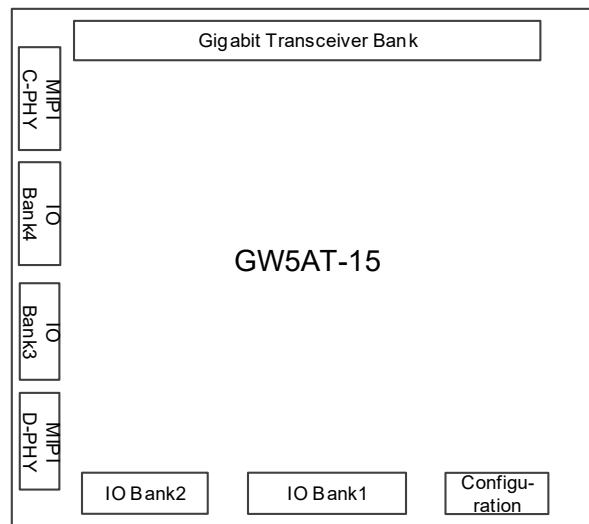 Gigabit Transceiver Bank
MIPI
C-PHY
IO
Bank4
GW5AT-15
IO
Bank3
MIPI
D-PHY
IO Bank2
IO Bank1
Configu-
ration